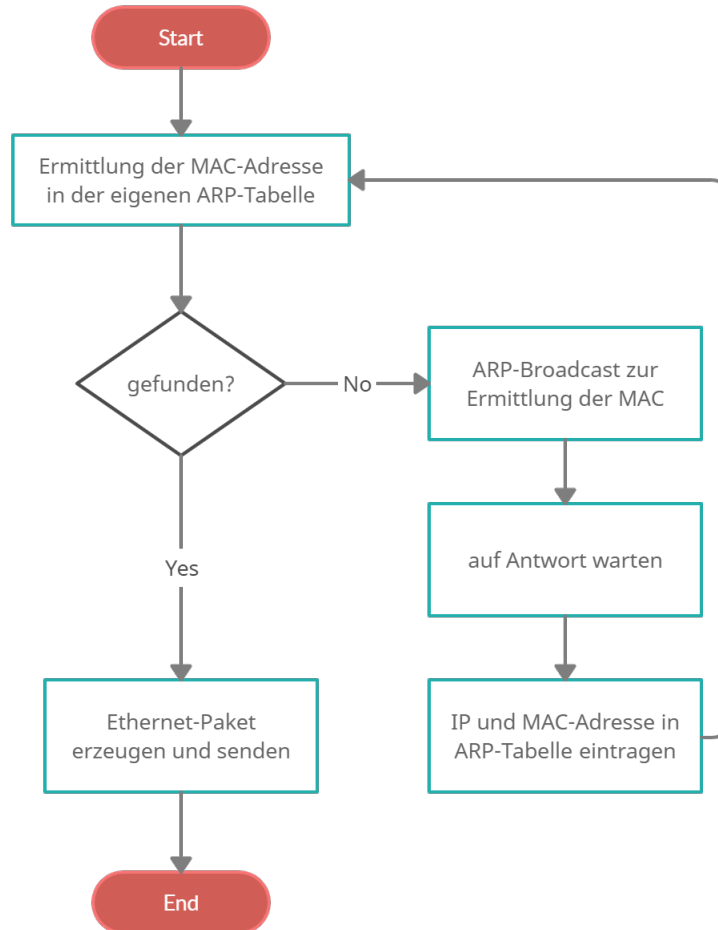 Start
Ermittlung der MAC-Adresse
in der eigenen ARP-Tabelle
gefunden?
No
ARP-Broadcast zur
Ermittlung der MAC
auf Antwort warten
Yes
Ethernet-Paket
erzeugen und senden
IP und MAC-Adresse in
ARP-Tabelle eintragen
End